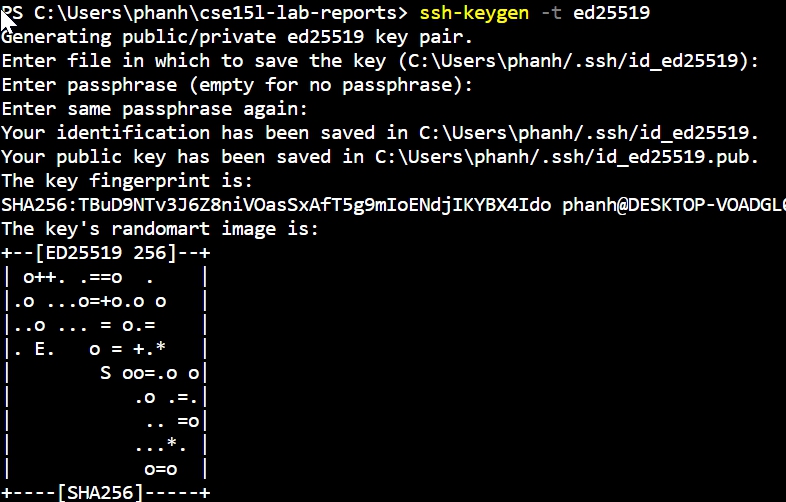 PS C:\Users\phanh\cse15l-lab-reports> ssh-keygen -t ed25519
Generating public/private ed25519 key pair.
Enter file in which to save the key (C:\Users\phanh/.ssh/id_ed25519):
Enter passphrase (empty for no passphrase):
Enter same passphrase again:
Your identification has been saved in C:\Users\phanh/.ssh/id_ed25519.
Your public key has been saved in C:\Users\phanh/.ssh/id_ed25519.pub.
The key fingerprint is:
SHA256:TBuD9NTv3J6Z8niVOasSxAfT5g9mIoENdjIKYBX4Ido phanh@DESKTOP-VOADGL0
The key's randomart image is:
+--[ED25519 256]--+
| o++. .==o  .    |
|.o ...o=+o.o o   |
|..o ... = o.=    |
|. E.   o = +.*   |
|        S oo=.o o|
|           .o .=.|
|            .. =o|
|           ...*. |
|            o=o  |
+----[SHA256]-----+